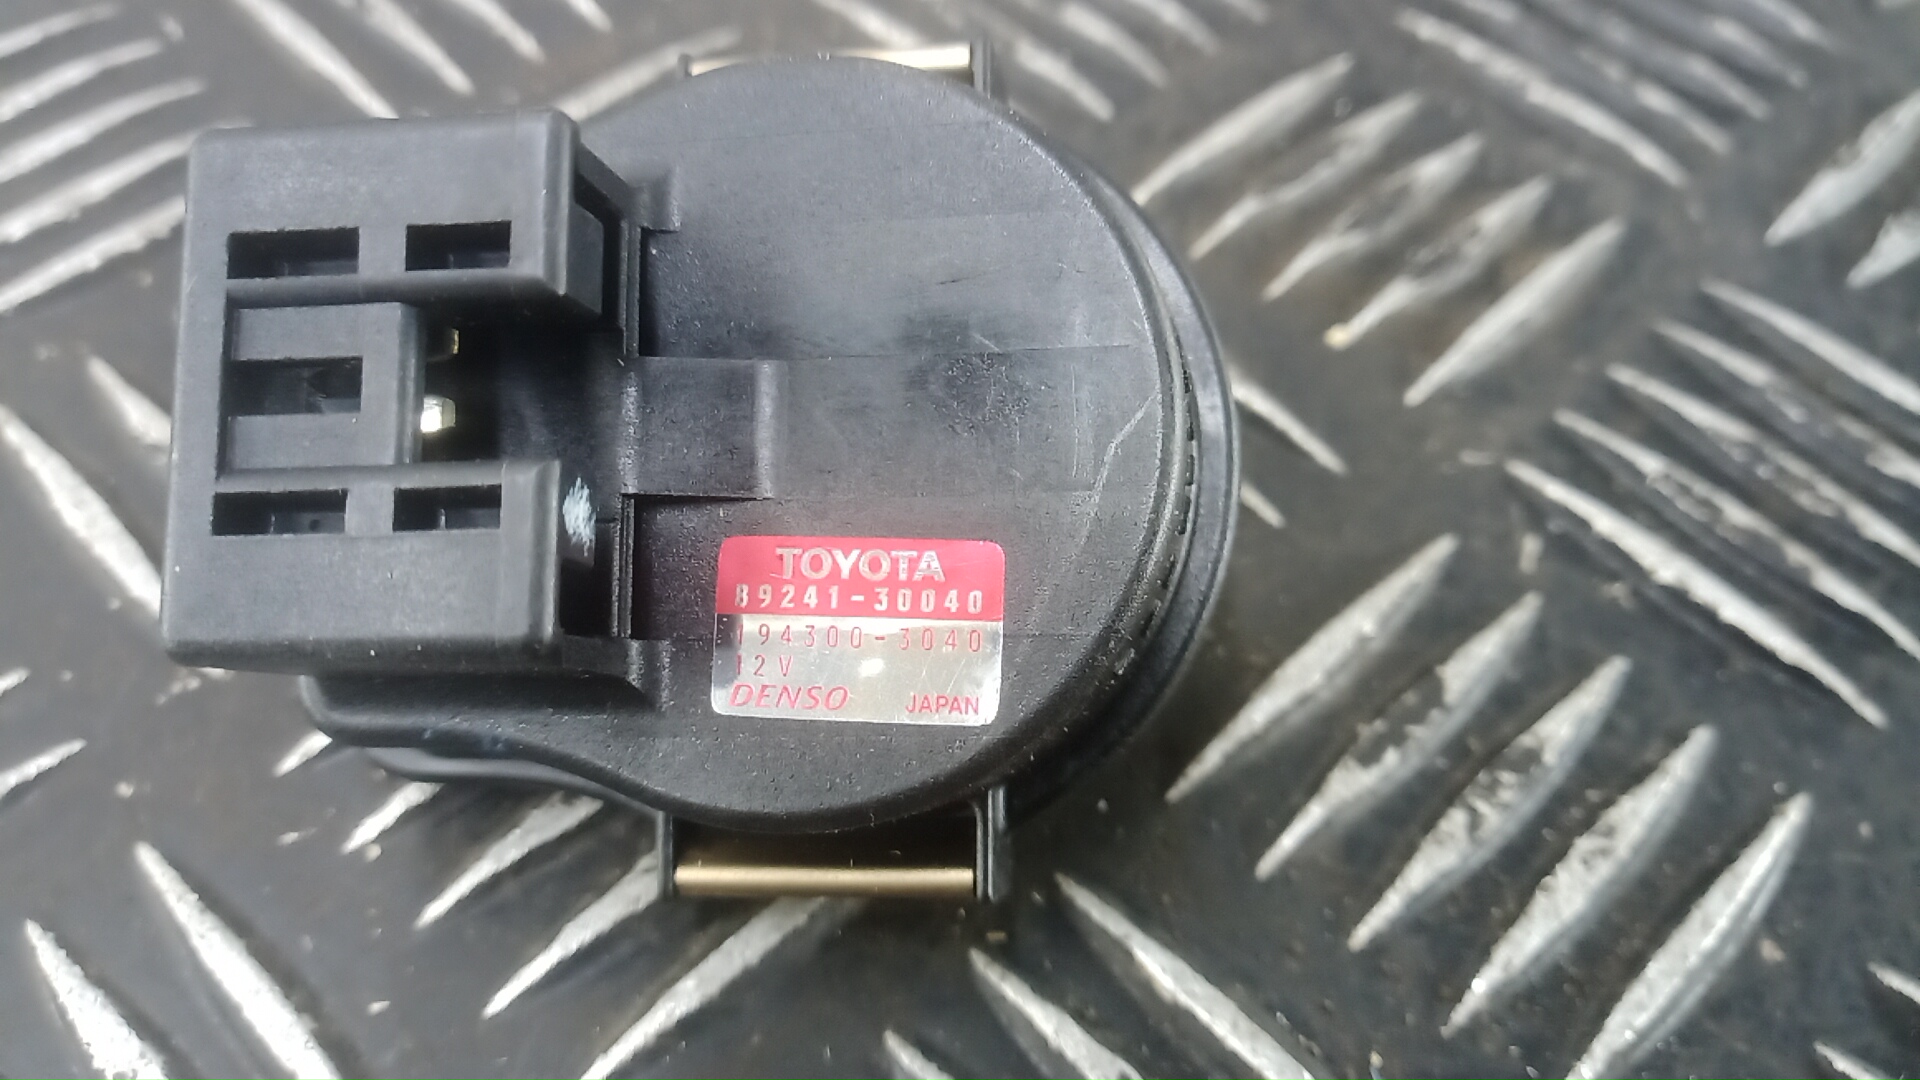 TOYOTA
89241-30040
194300-3040
12V
DENSO JAPAN